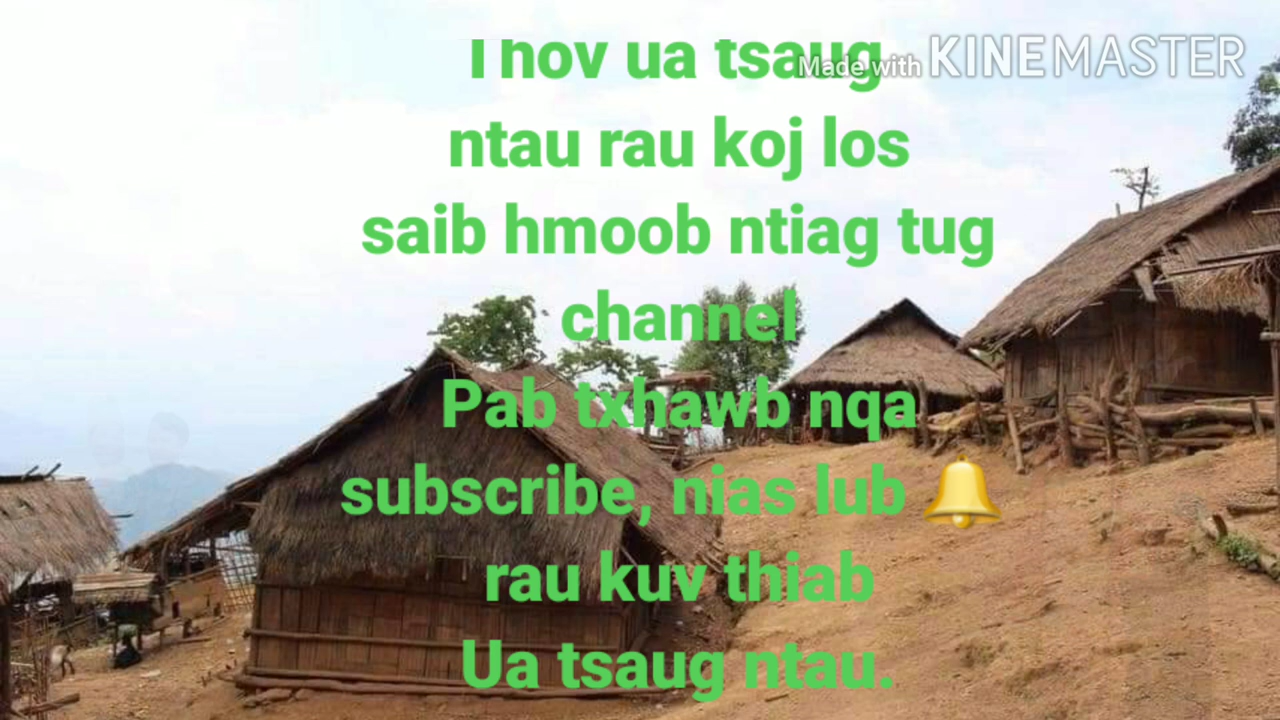 Thov ua tsaug
Made with KINEMASTER
ntau rau koj los
saib hmoob ntiag tug
channel
Pab txhawb nqa
subscribe, nias lub 🔔
rau kuv thiab
Ua tsaug ntau.